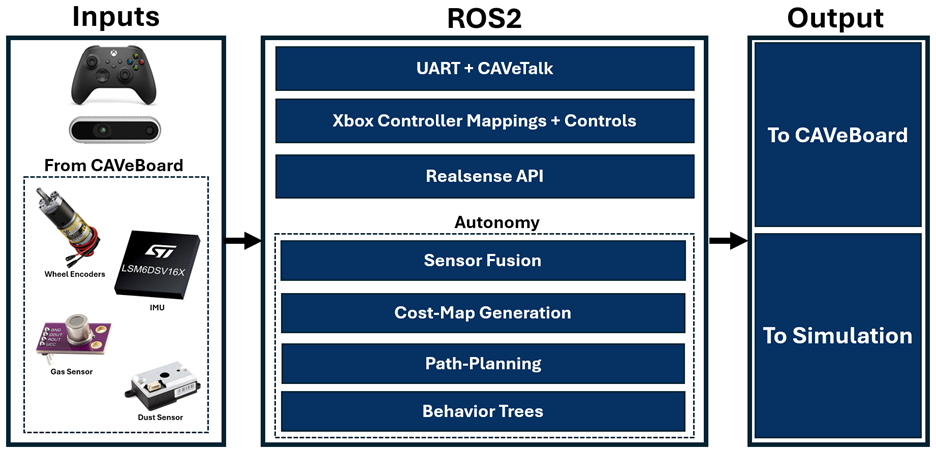 Inputs
ROS2
Output
From CAVeBoard
Wheel Encoders
ST
LSM6DSV16X
IMU
GND
DOUT
AOUT
VCC
Gas Sensor
Dust Sensor
UART + CAVeTalk
Xbox Controller Mappings + Controls
Realsense API
Autonomy
Sensor Fusion
Cost-Map Generation
Path-Planning
Behavior Trees
To CAVeBoard
To Simulation